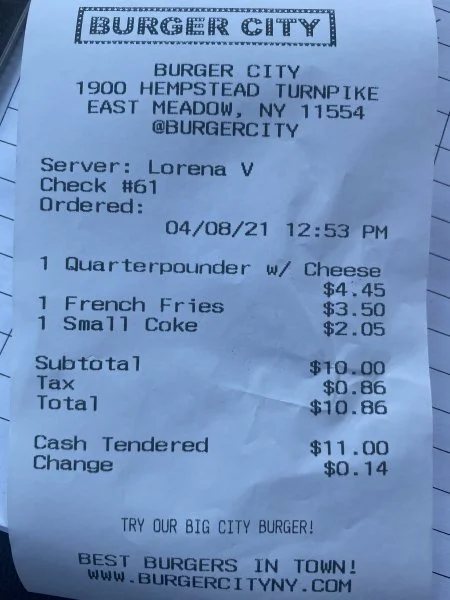 BURGER CITY
BURGER CITY
1900 HEMPSTEAD TURNPIKE
EAST MEADOW, NY 11554
@BURGERCITY
Server: Lorena V
Check #61
Ordered:
04/08/21 12:53 PM
1 Quarterpounder w/ Cheese
$4.45
1 French Fries $3.50
1 Small Coke $2.05
Subtotal $10.00
Tax $0.86
Total $10.86
Cash Tendered $11.00
Change $0.14
TRY OUR BIG CITY BURGER!
BEST BURGERS IN TOWN!
WWW.BURGERCITYNY.COM